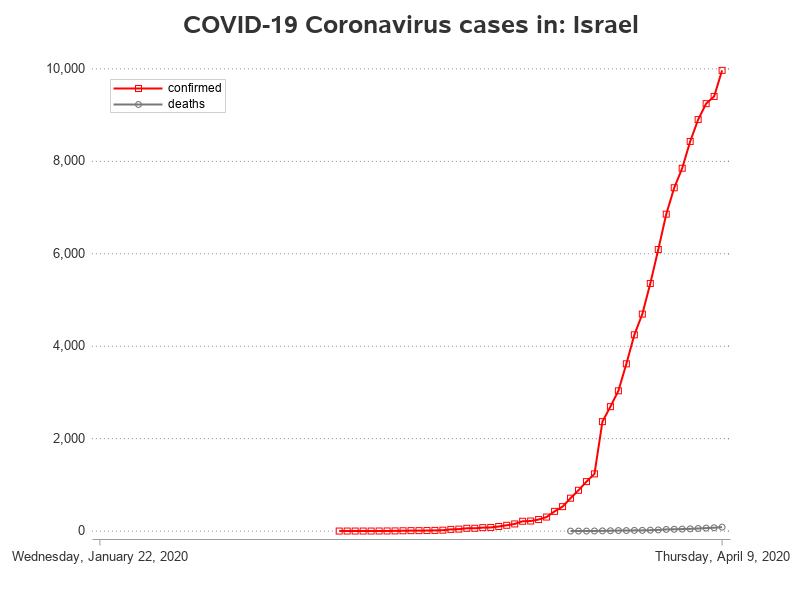 COVID-19 Coronavirus cases in: Israel
10,000
confirmed
deaths
8,000
6,000
4,000
2,000
0
Wednesday, January 22, 2020
Thursday, April 9, 2020